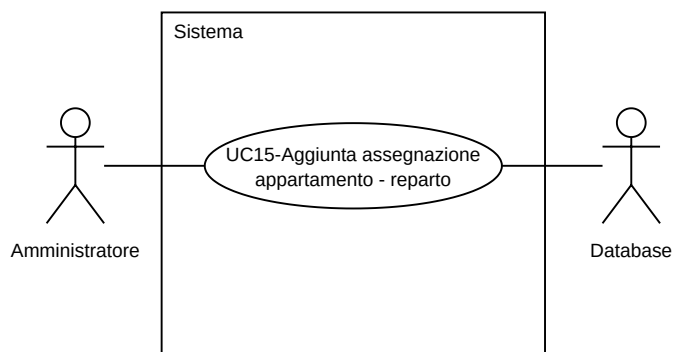 Sistema
UC15-Aggiunta assegnazione
appartamento - reparto
Amministratore
Database